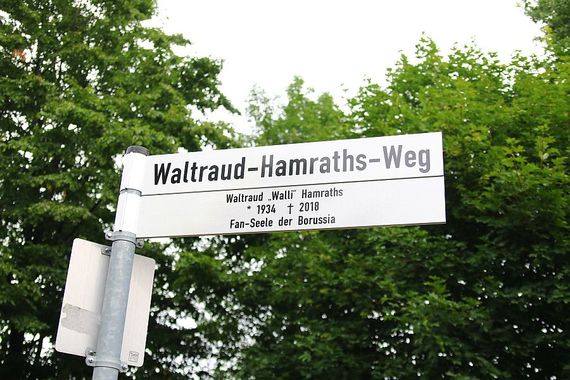 Waltraud-Hamraths-Weg
Waltraud „Walli" Hamraths
* 1934 † 2018
Fan-Seele der Borussia